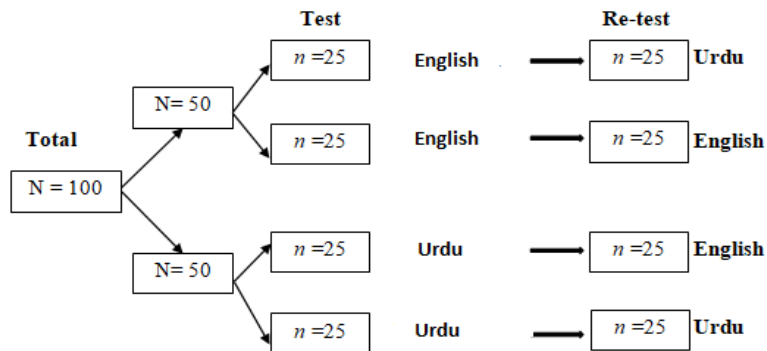 Test Re-test
n =25 English n =25 Urdu
N= 50
n =25 English n =25 English
Total
N = 100
n =25 Urdu n =25 English
N= 50
n =25 Urdu n =25 Urdu